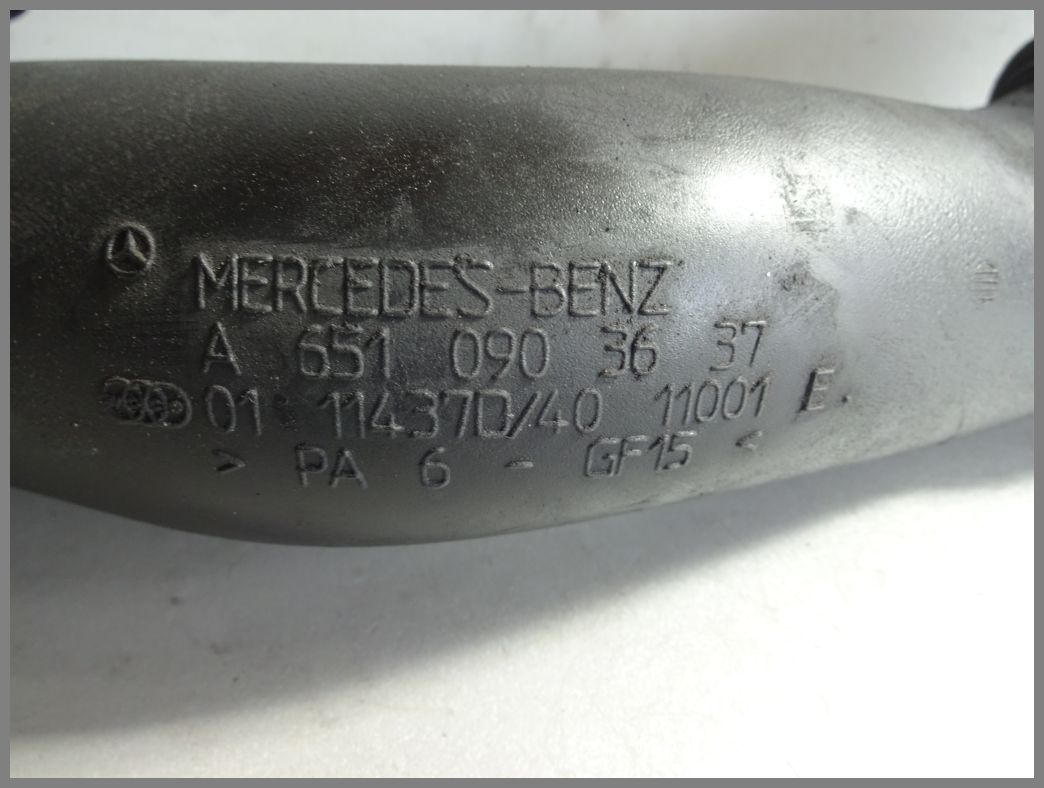 MERCEDES-BENZ
A 651 090 36 37
01 11437D/40 11001 E.
> PA 6 - GF15 <